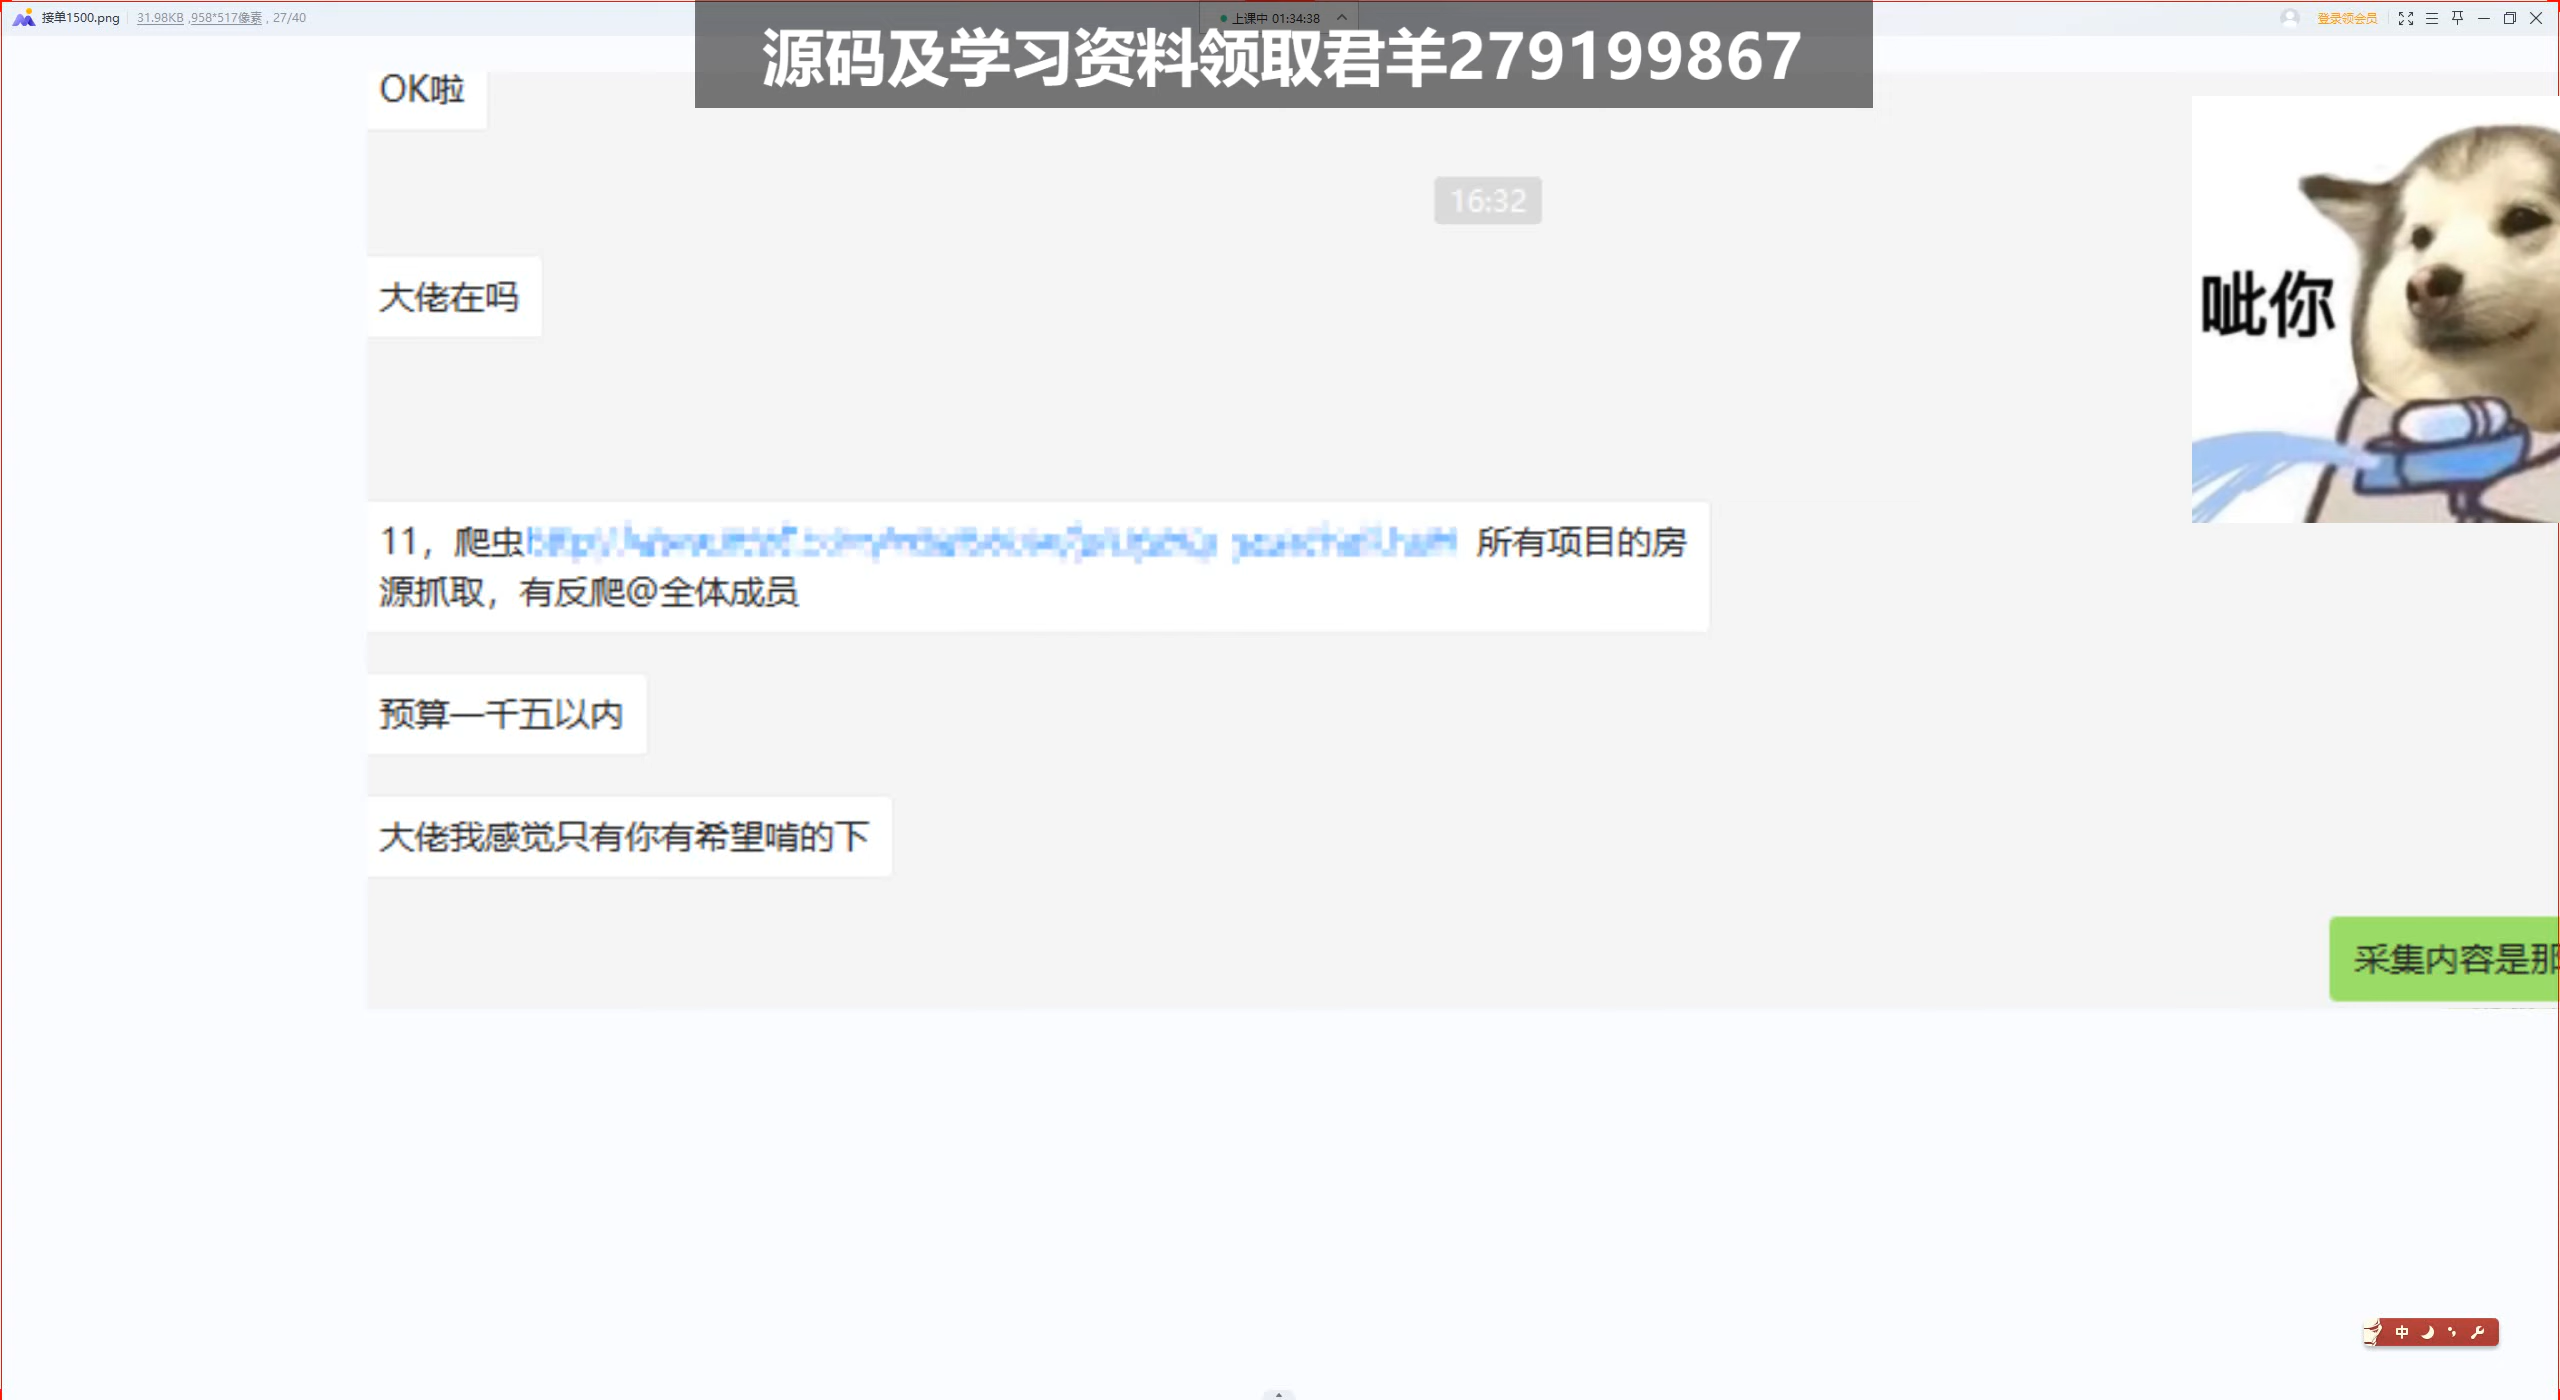 接单1500.png 31.98KB ,958*517像素 , 27/40
上课中 01:34:38
登录领会员
源码及学习资料领取君羊279199867
OK啦
16:32
大佬在吗
呲你
11，爬虫 所有项目的房
源抓取，有反爬@全体成员
预算一千五以内
大佬我感觉只有你有希望啃的下
采集内容是那
中